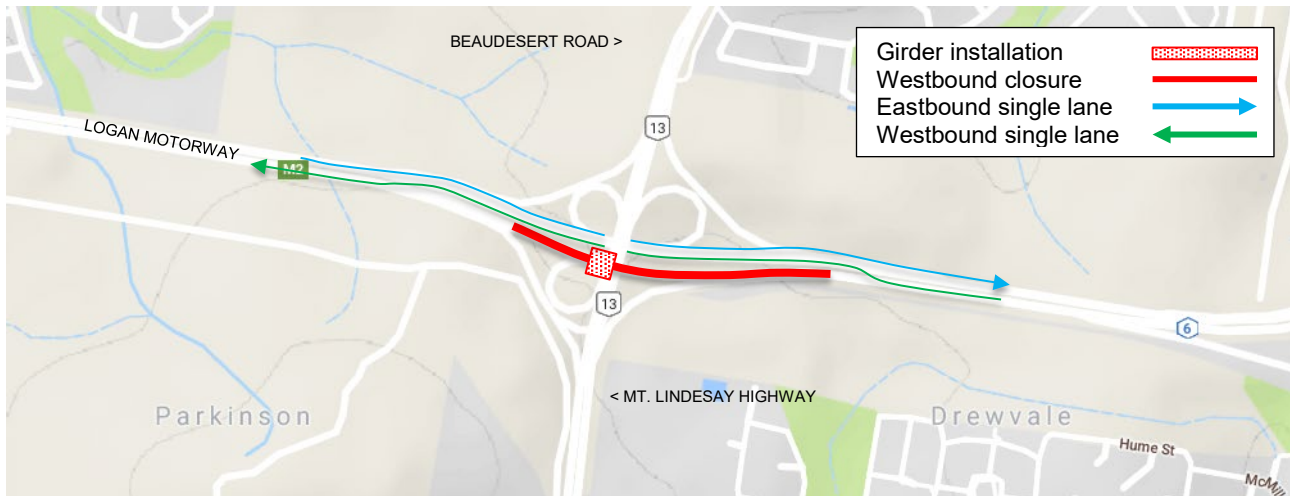 BEAUDESERT ROAD >
Girder installation
Westbound closure
Eastbound single lane
Westbound single lane
13
LOGAN MOTORWAY
M2
13
6
< MT. LINDESAY HIGHWAY
Parkinson
Drewvale
Hume St